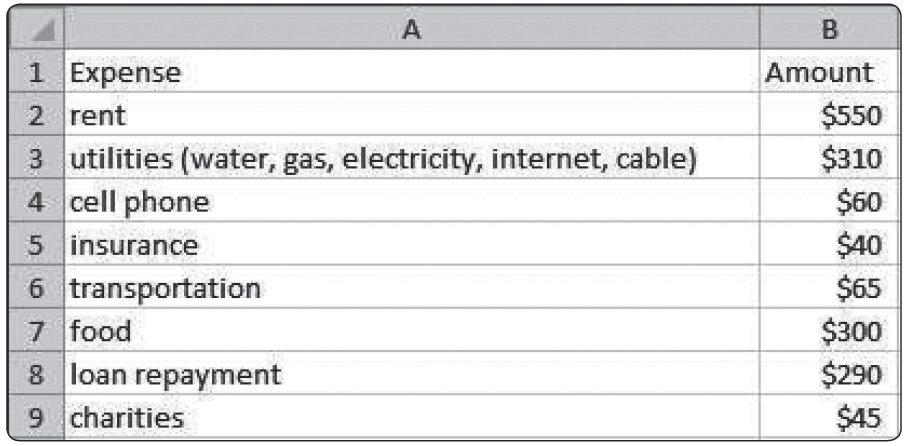 A B
1 Expense Amount
2 rent $550
3 utilities (water, gas, electricity, internet, cable) $310
4 cell phone $60
5 insurance $40
6 transportation $65
7 food $300
8 loan repayment $290
9 charities $45